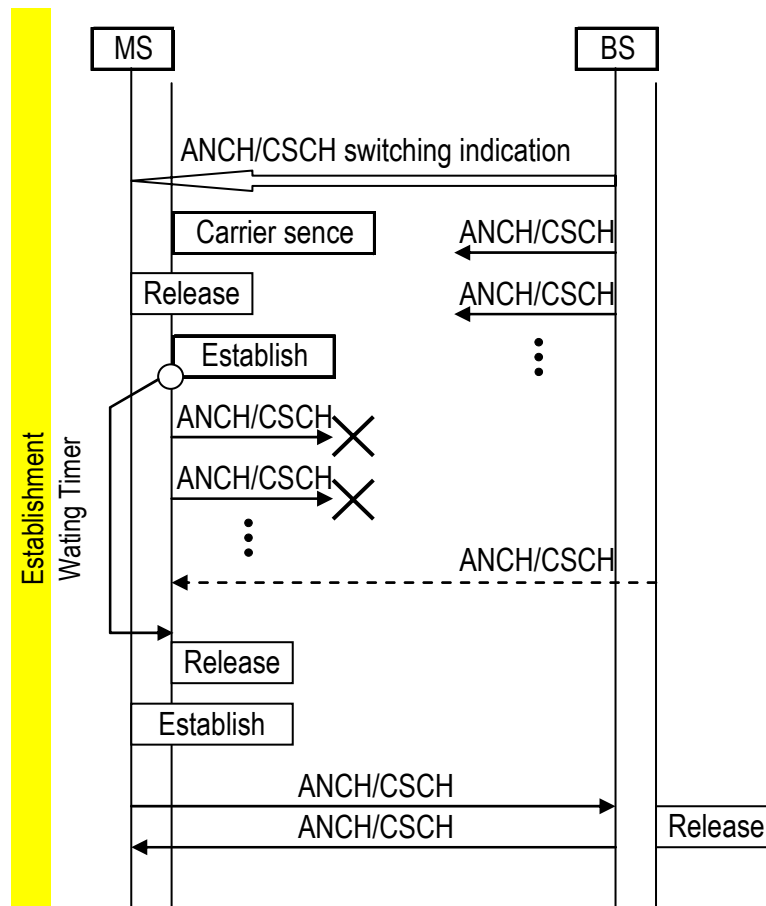 MS
BS
ANCH/CSCH switching indication
Carrier sence
ANCH/CSCH
Release
ANCH/CSCH
Establish
ANCH/CSCH
ANCH/CSCH
Establishment
Wating Timer
ANCH/CSCH
Release
Establish
ANCH/CSCH
ANCH/CSCH
Release